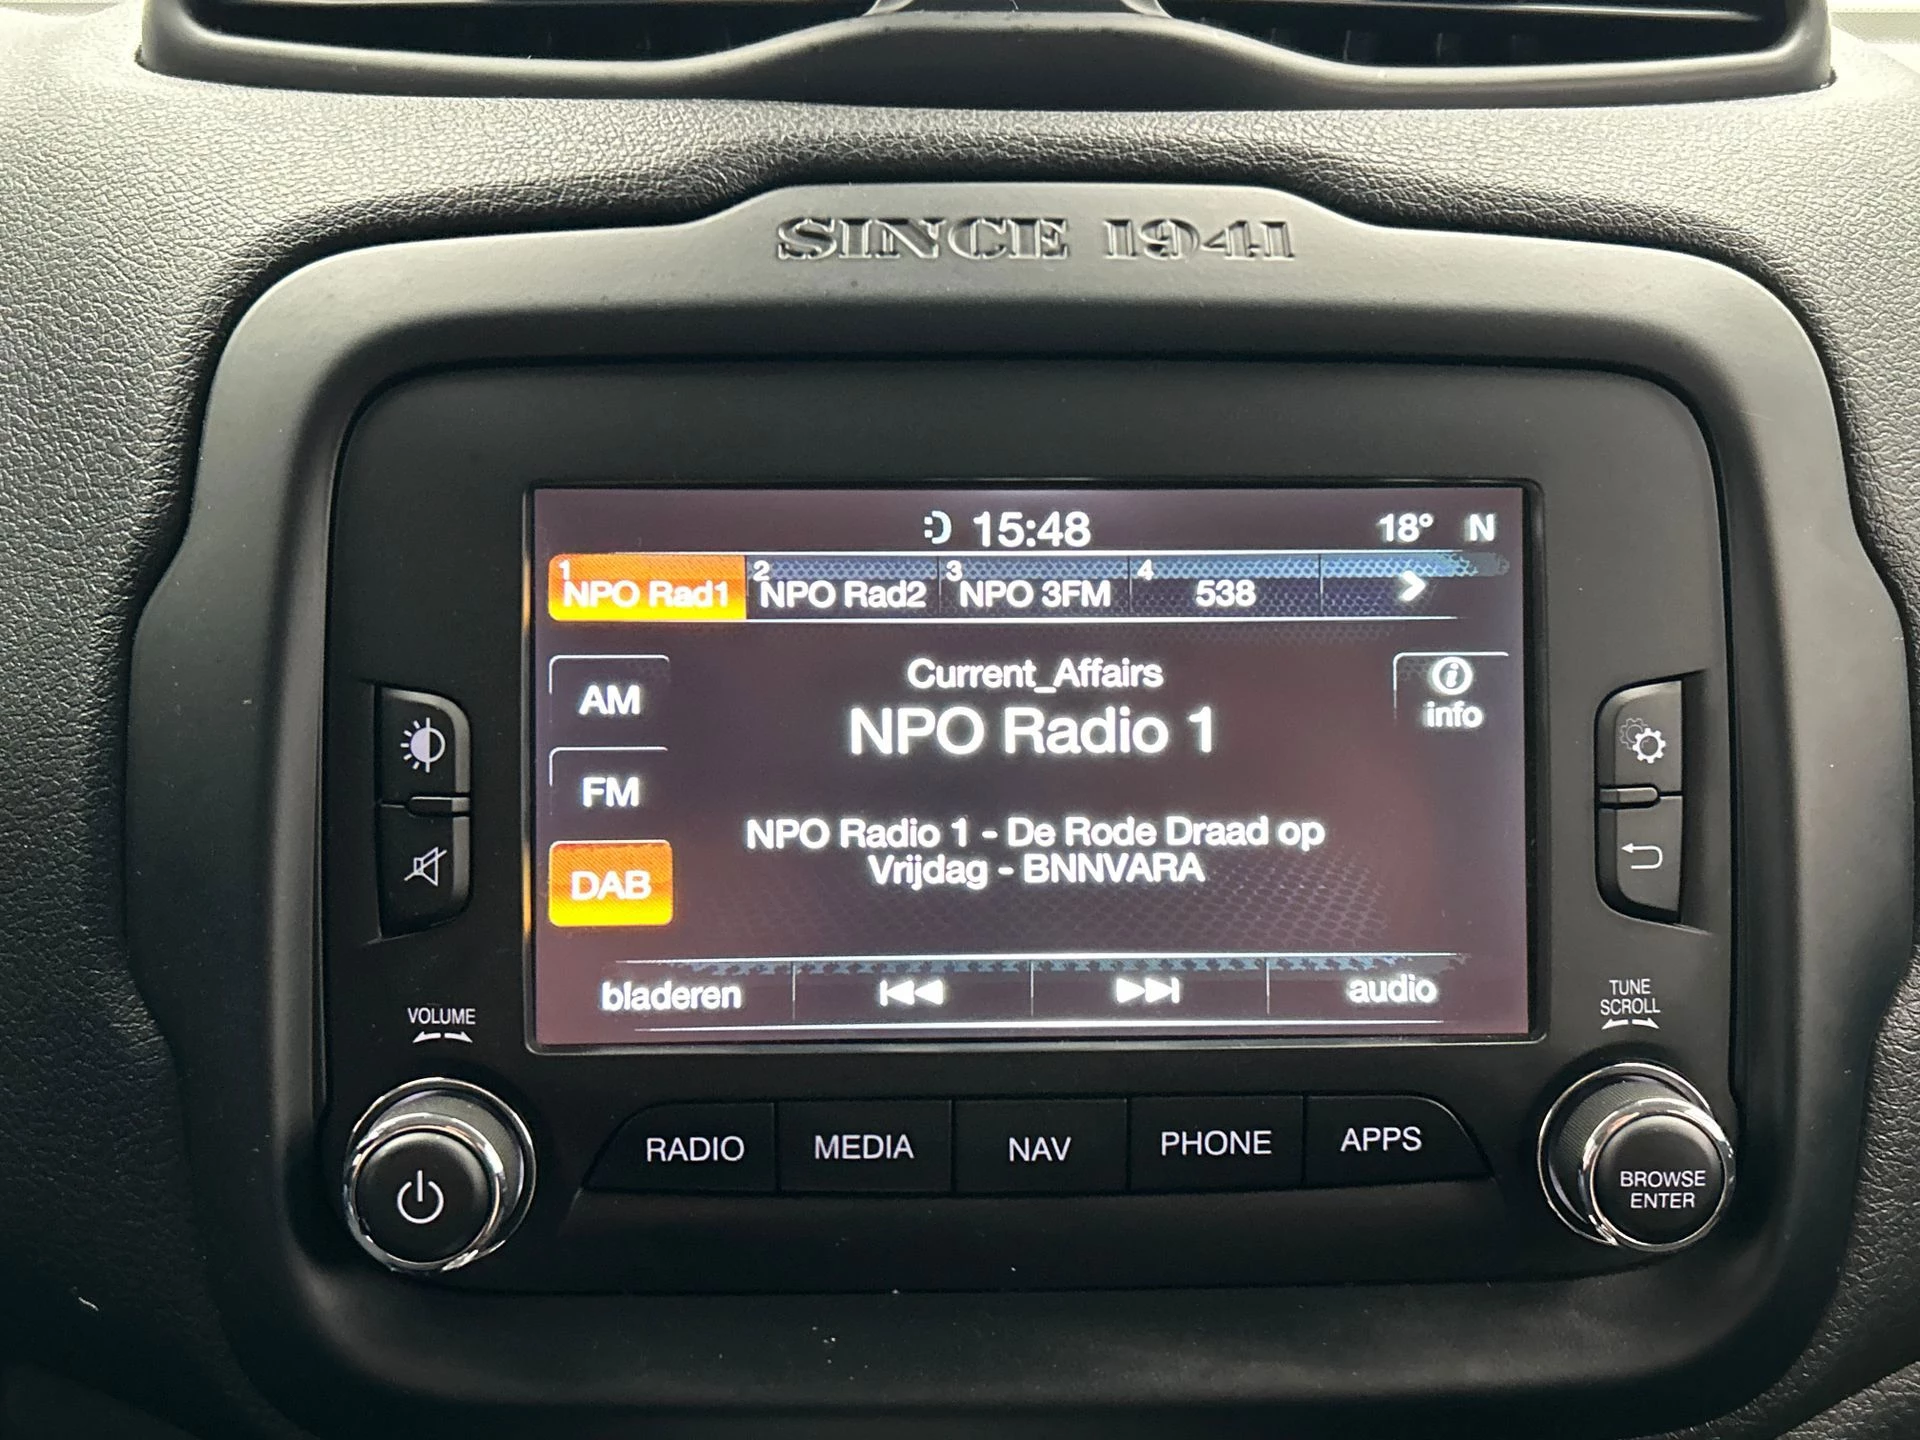 SINCE 1941
15:48 18° N
1 NPO Rad1 2 NPO Rad2 3 NPO 3FM 4 538
Current_Affairs
AM NPO Radio 1 info
FM
NPO Radio 1 - De Rode Draad op
Vrijdag - BNNVARA
DAB
bladeren audio
VOLUME
TUNE
SCROLL
RADIO MEDIA NAV PHONE APPS
BROWSE
ENTER